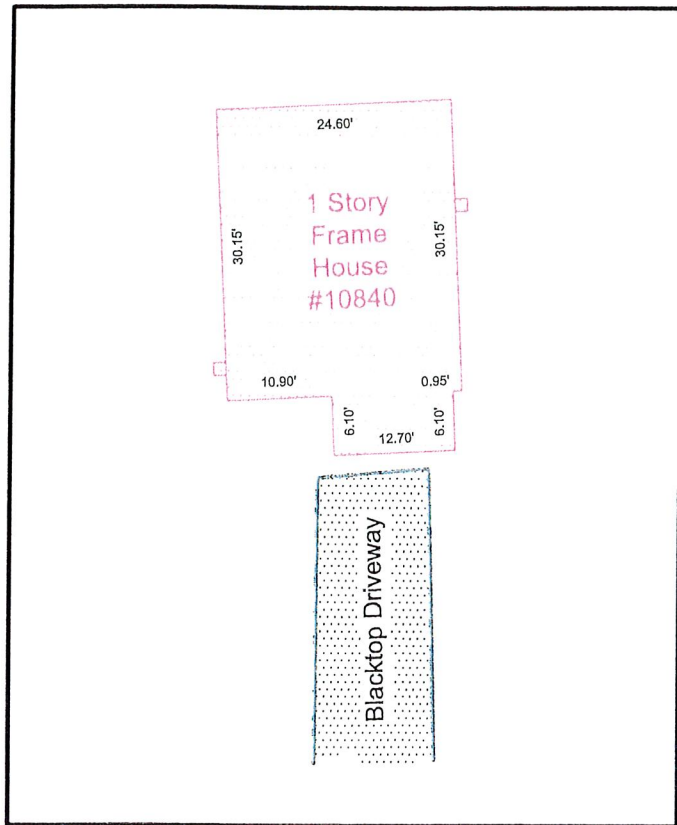 24.60'
1 Story
Frame
House
#10840
30.15'
30.15'
10.90'
0.95'
6.10'
12.70'
6.10'
Blacktop Driveway